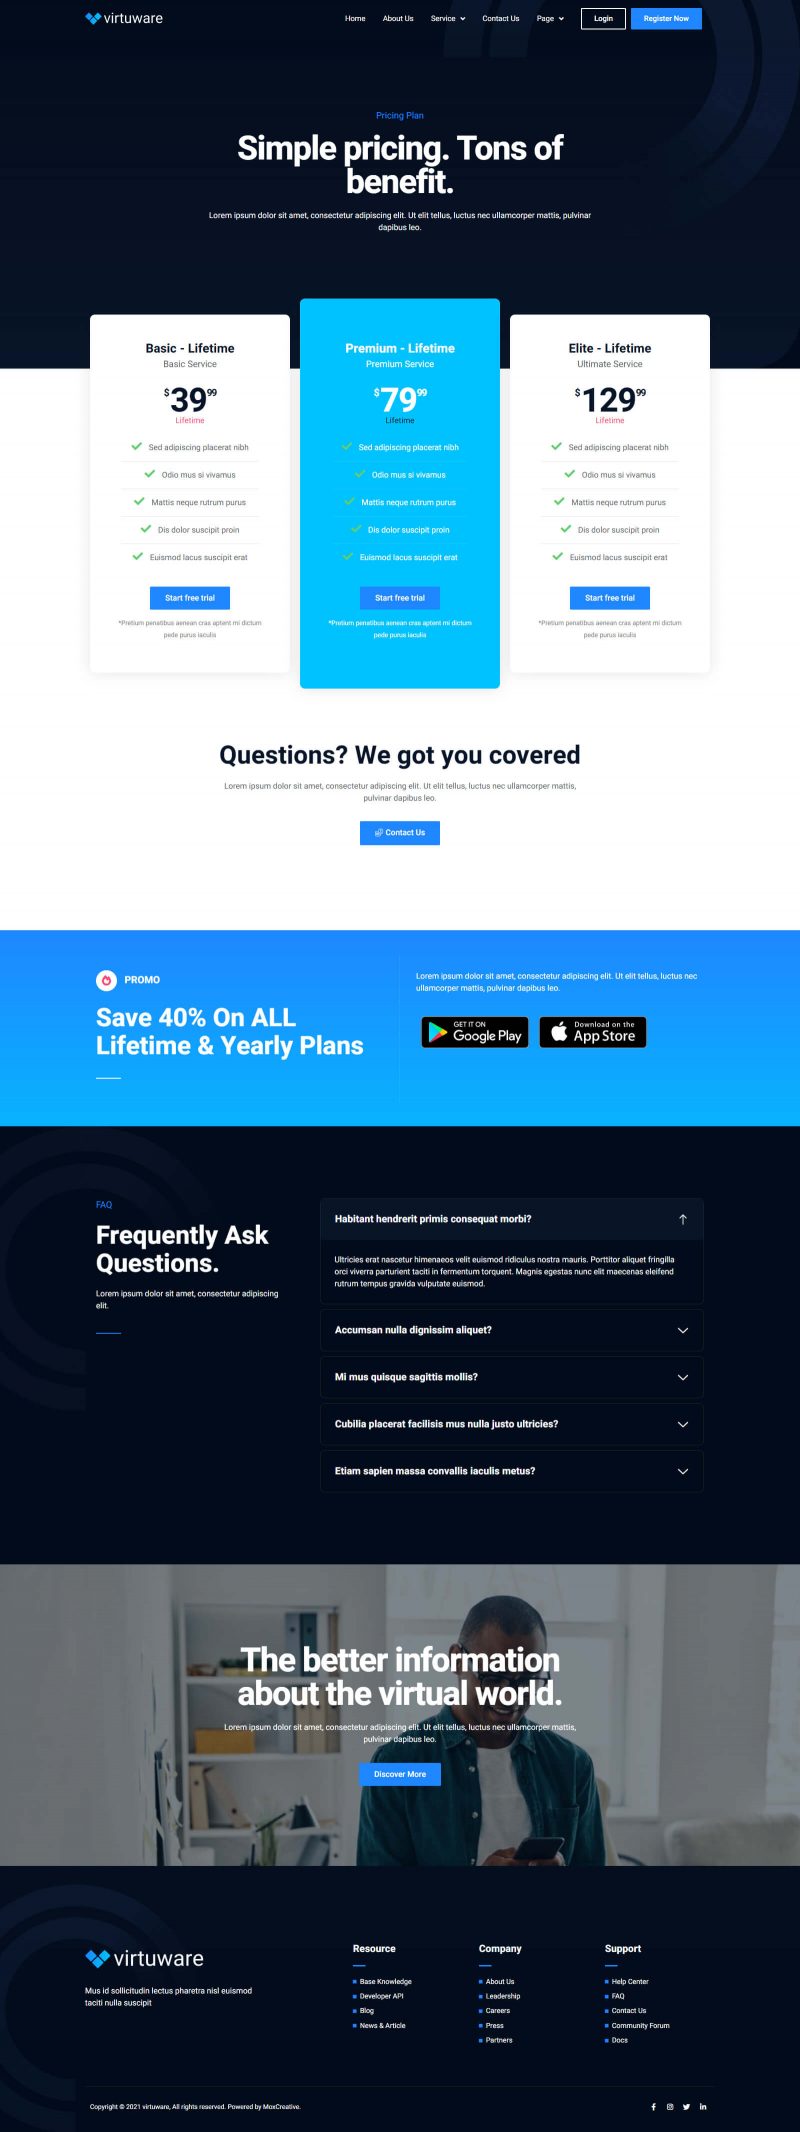 virtuware
Home About Us Service Contact Us Page Login Register Now
Pricing Plan
Simple pricing. Tons of
benefit.
Lorem ipsum dolor sit amet, consectetur adipiscing elit. Ut elit tellus, luctus nec ullamcorper mattis, pulvinar
dapibus leo.
Basic - Lifetime
Basic Service
$39.99
Lifetime
Sed adipiscing placerat nibh
Odio mus si vivamus
Mattis neque rutrum purus
Dis dolor suscipit proin
Euismod lacus suscipit erat
Start free trial
*Pretium penatibus aenean cras aptent mi dictum
pede purus iaculis
Premium - Lifetime
Premium Service
$79.99
Lifetime
Sed adipiscing placerat nibh
Odio mus si vivamus
Mattis neque rutrum purus
Dis dolor suscipit proin
Euismod lacus suscipit erat
Start free trial
*Pretium penatibus aenean cras aptent mi dictum
pede purus iaculis
Elite - Lifetime
Ultimate Service
$129.99
Lifetime
Sed adipiscing placerat nibh
Odio mus si vivamus
Mattis neque rutrum purus
Dis dolor suscipit proin
Euismod lacus suscipit erat
Start free trial
*Pretium penatibus aenean cras aptent mi dictum
pede purus iaculis
Questions? We got you covered
Lorem ipsum dolor sit amet, consectetur adipiscing elit. Ut elit tellus, luctus nec ullamcorper mattis,
pulvinar dapibus leo.
Contact Us
PROMO
Save 40% On ALL
Lifetime & Yearly Plans
Lorem ipsum dolor sit amet, consectetur adipiscing elit. Ut elit tellus, luctus nec
ullamcorper mattis, pulvinar dapibus leo.
GET IT ON
Google Play
Download on the
App Store
FAQ
Frequently Ask
Questions.
Lorem ipsum dolor sit amet, consectetur adipiscing
elit.
Habitant hendrerit primis consequat morbi?
Ultricies erat nascetur himenaeos velit euismod ridiculus nostra mauris. Porttitor aliquet fringilla
orci viverra parturient taciti in fermentum torquent. Magnis egestas nunc elit maecenas eleifend
rutrum tempus gravida vulputate euismod.
Accumsan nulla dignissim aliquet?
Mi mus quisque sagittis mollis?
Cubilia placerat facilisis mus nulla justo ultricies?
Etiam sapien massa convallis iaculis metus?
The better information
about the virtual world.
Lorem ipsum dolor sit amet, consectetur adipiscing elit. Ut elit tellus, luctus nec ullamcorper mattis,
pulvinar dapibus leo.
Discover More
virtuware
Mus id sollicitudin lectus pharetra nisl euismod
taciti nulla suscipit
Resource
Base Knowledge
Developer API
Blog
News & Article
Company
About Us
Leadership
Careers
Press
Partners
Support
Help Center
FAQ
Contact Us
Community Forum
Docs
Copyright © 2021 virtuware, All rights reserved. Powered by MoxCreative.